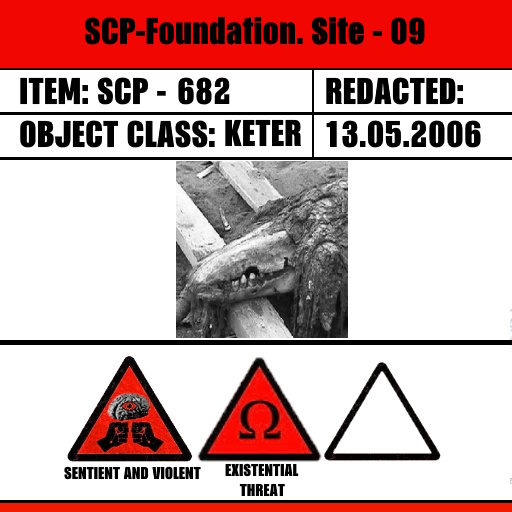 SCP-Foundation. Site - 09
ITEM: SCP - 682
REDACTED:
OBJECT CLASS: KETER
13.05.2006
Ω
SENTIENT AND VIOLENT
EXISTENTIAL
THREAT